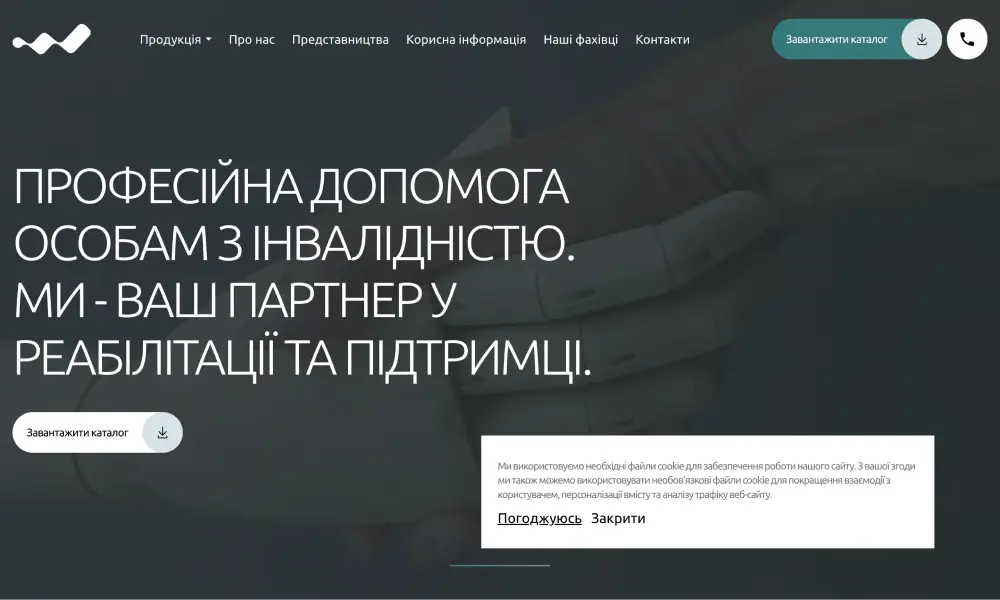 Продукція
Про нас
Представництва
Корисна інформація
Наші фахівці
Контакти
Завантажити каталог
ПРОФЕСІЙНА ДОПОМОГА
ОСОБАМ З ІНВАЛІДНІСТЮ.
МИ - ВАШ ПАРТНЕР У
РЕАБІЛІТАЦІЇ ТА ПІДТРИМЦІ.
Завантажити каталог
Ми використовуємо необхідні файли cookie для забезпечення роботи нашого сайту. З вашої згоди
ми також можемо використовувати необов'язкові файли cookie для покращення взаємодії з
користувачем, персоналізації вмісту та аналізу трафіку веб-сайту.
Погоджуюсь Закрити